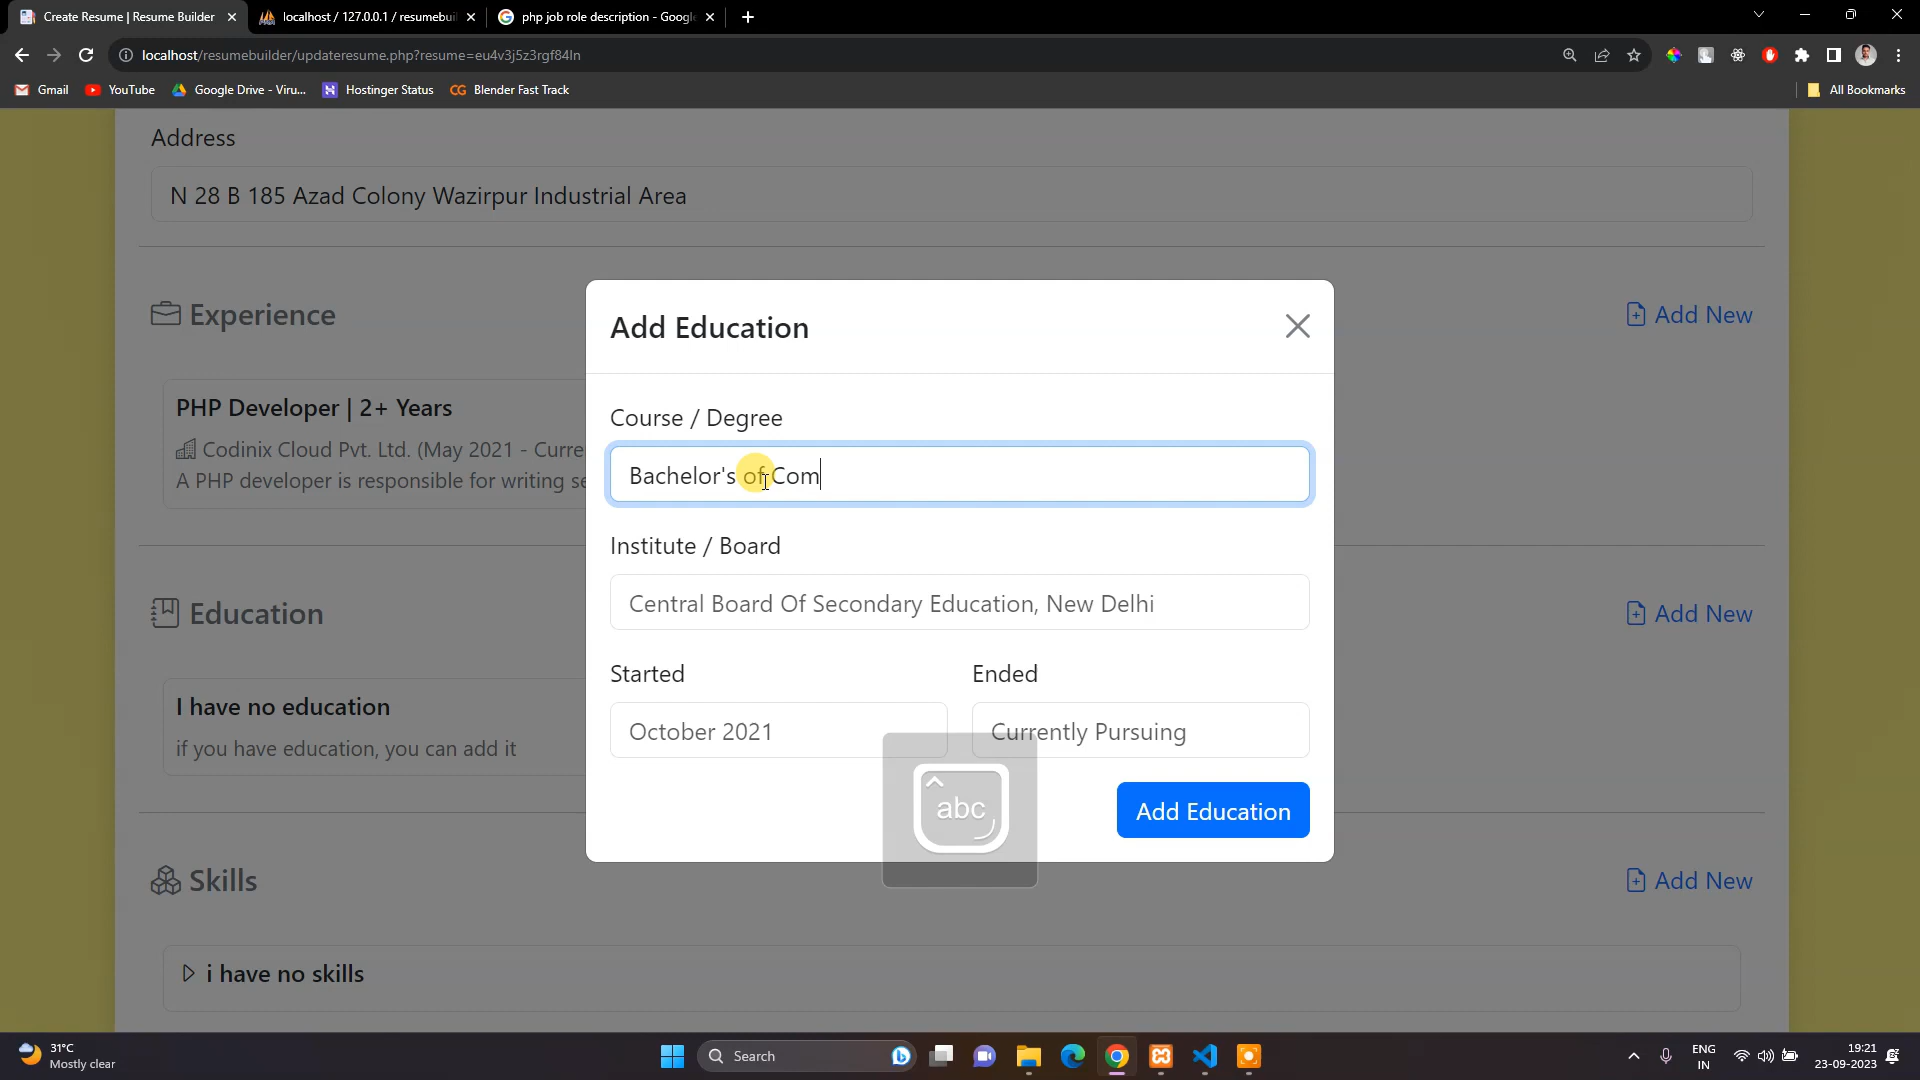 Create Resume | Resume Builder
localhost / 127.0.0.1 / resumebuil
php job role description - Google
localhost/resumebuilder/updateresume.php?resume=eu4v3j5z3rgf84ln
Gmail
YouTube
Google Drive - Viru...
Hostinger Status
CG Blender Fast Track
All Bookmarks
Address
N 28 B 185 Azad Colony Wazirpur Industrial Area
Experience
Add New
PHP Developer | 2+ Years
Codinix Cloud Pvt. Ltd. (May 2021 - Curre
A PHP developer is responsible for writing se
Education
Add New
I have no education
if you have education, you can add it
Skills
Add New
i have no skills
Add Education
Course / Degree
Bachelor's of Com
Institute / Board
Central Board Of Secondary Education, New Delhi
Started
Ended
October 2021
Currently Pursuing
Add Education
abc
31°C
Mostly clear
Search
ENG
IN
19:21
23-09-2023